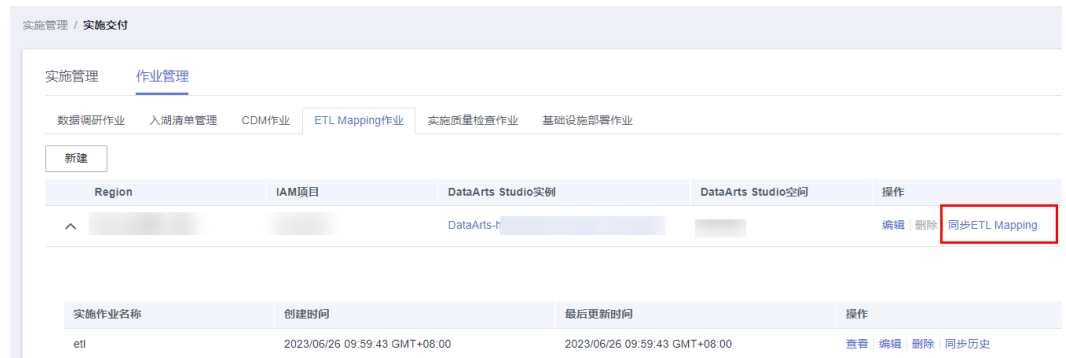 实施管理 / 实施交付
实施管理 作业管理
数据调研作业 入湖清单管理 CDM作业 ETL Mapping作业 实施质量检查作业 基础设施部署作业
新建
Region IAM项目 DataArts Studio实例 DataArts Studio空间 操作
DataArts-h 编辑 删除 同步ETL Mapping
实施作业名称 创建时间 最后更新时间 操作
etl 2023/06/26 09:59:43 GMT+08:00 2023/06/26 09:59:43 GMT+08:00 查看 编辑 删除 同步历史